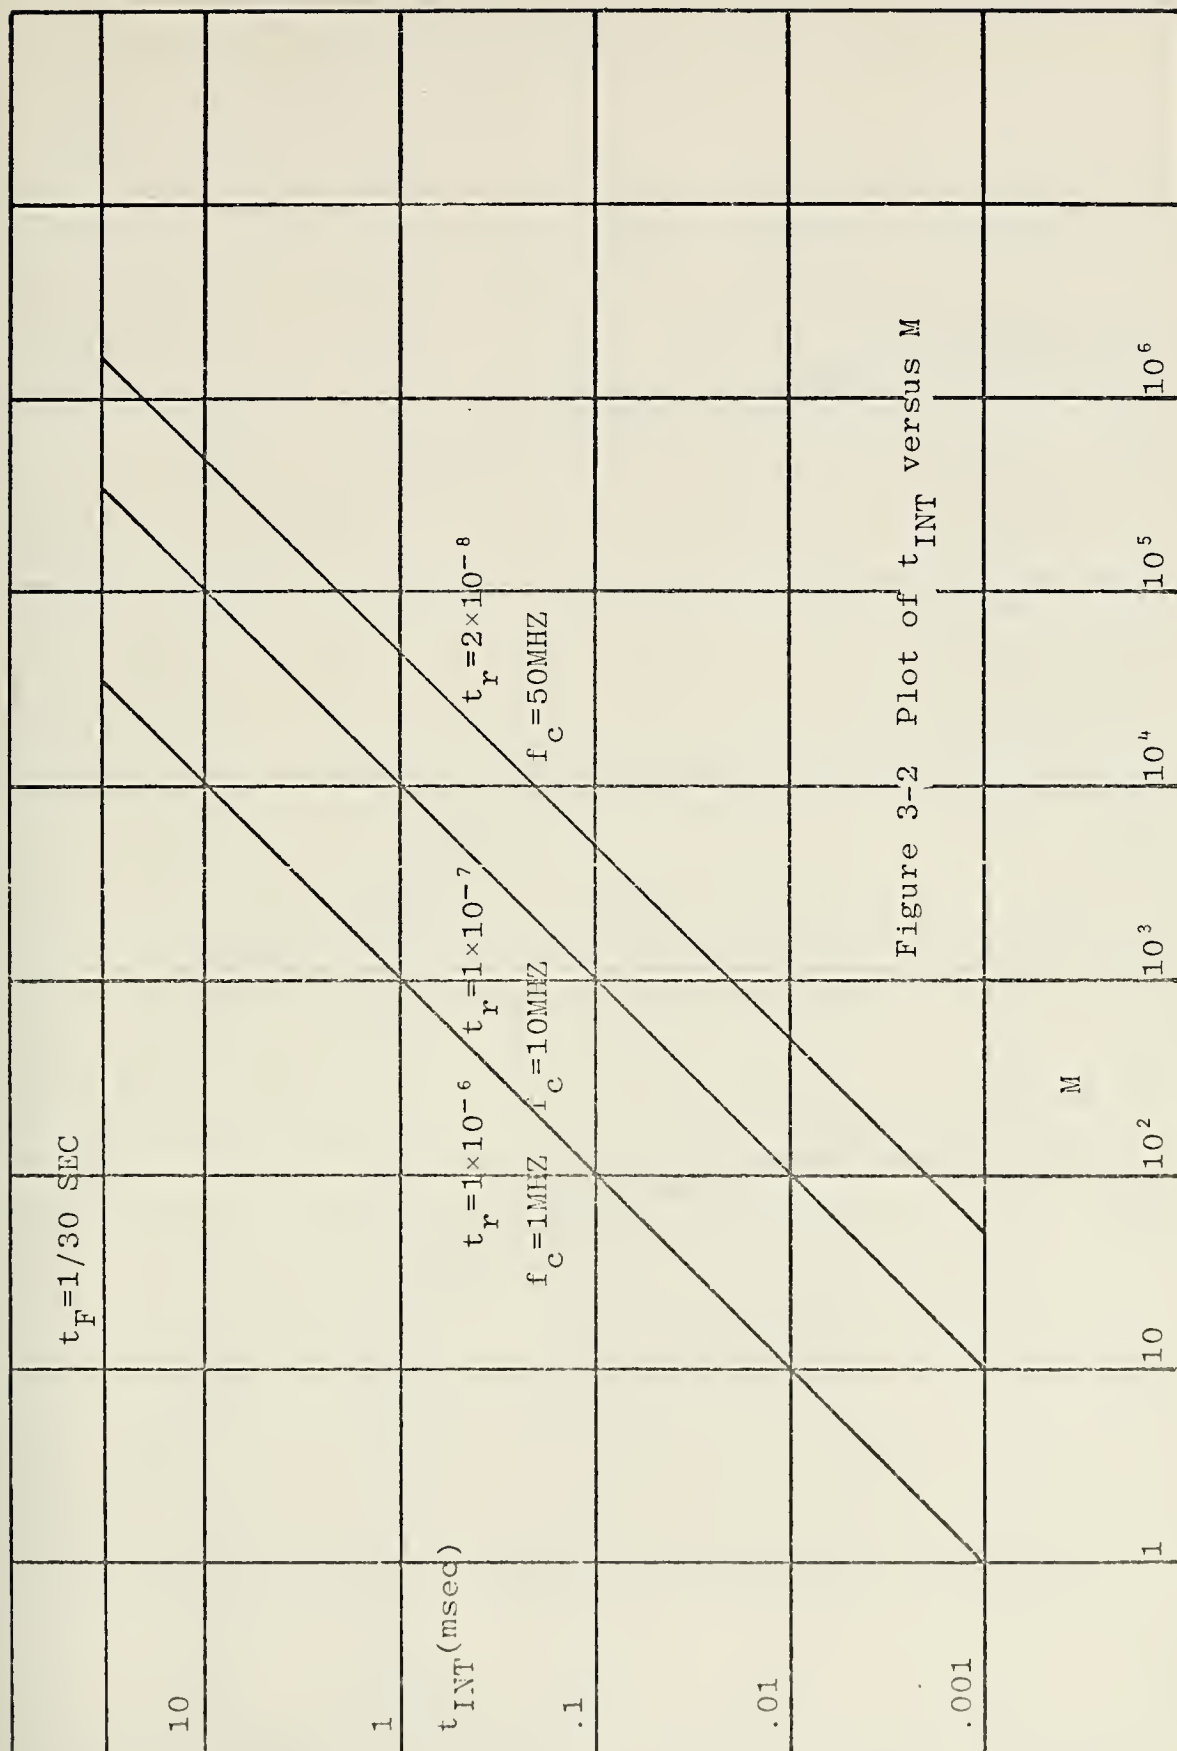 t_F=1/30 SEC
10
1
t_INT(msec)
.1
.01
.001
t_r=1×10⁻⁶
f_c=1MHZ
t_r=1×10⁻⁷
f_c=10MHZ
t_r=2×10⁻⁸
f_c=50MHZ
Figure 3-2 Plot of t_INT versus M
1
10
10²
10³
10⁴
10⁵
10⁶
M